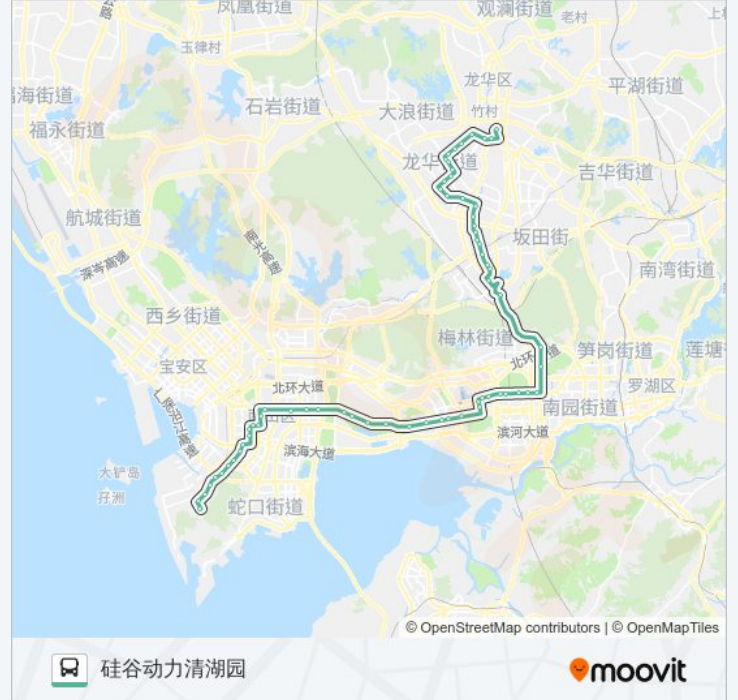 凤凰街道
观澜街道
老村
玉律村
龙华区
平湖街道
石岩街道
大浪街道
竹村
福永街道
龙华街道
吉华街道
航城街道
南光高速
坂田街
深岑高速
南湾街道
西乡街道
梅林街道
笋岗街道
莲塘
北环大道
宝安区
北环大道
罗湖区
南园街道
滨河大道
滨海大道
大铲岛
孖洲
蛇口街道
© OpenStreetMap contributors | © OpenMapTiles
硅谷动力清湖园
moovit